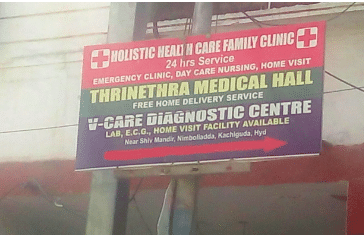 HOLISTIC HEALTH CARE FAMILY CLINIC
24 hrs Service
EMERGENCY CLINIC, DAY CARE NURSING, HOME VISIT
THRINETHRA MEDICAL HALL
FREE HOME DELIVERY SERVICE
V-CARE DIAGNOSTIC CENTRE
LAB, E.C.G., HOME VISIT FACILITY AVAILABLE
Near Shiv Mandir, Nimboliadda, Kachiguda, Hyd